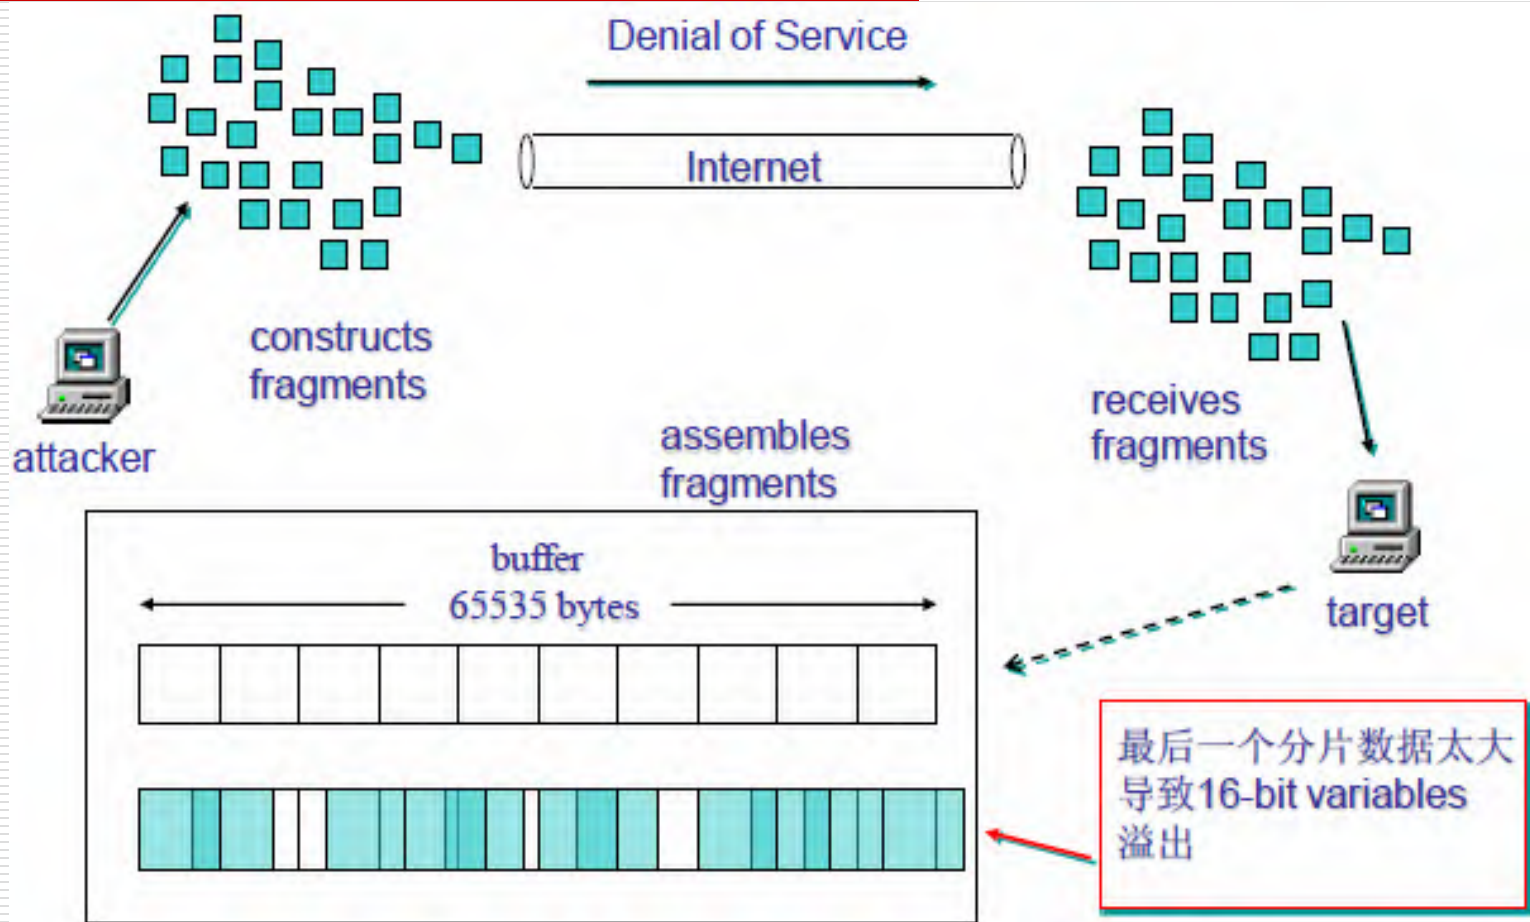 Denial of Service
Internet
constructs
fragments
attacker
receives
fragments
assembles
fragments
target
buffer
65535 bytes
最后一个分片数据太大
导致16-bit variables
溢出